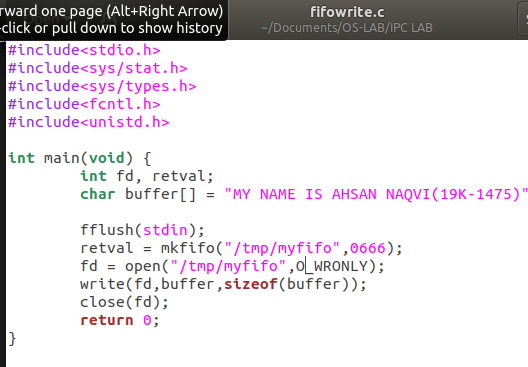 rward one page (Alt+Right Arrow)
-click or pull down to show history
fifowrite.c
~/Documents/OS-LAB/IPC LAB
#include<stdio.h>
#include<sys/stat.h>
#include<sys/types.h>
#include<fcntl.h>
#include<unistd.h>
int main(void) {
int fd, retval;
char buffer[] = "MY NAME IS AHSAN NAQVI(19K-1475)"
fflush(stdin);
retval = mkfifo("/tmp/myfifo",0666);
fd = open("/tmp/myfifo",O_WRONLY);
write(fd,buffer,sizeof(buffer));
close(fd);
return 0;
}